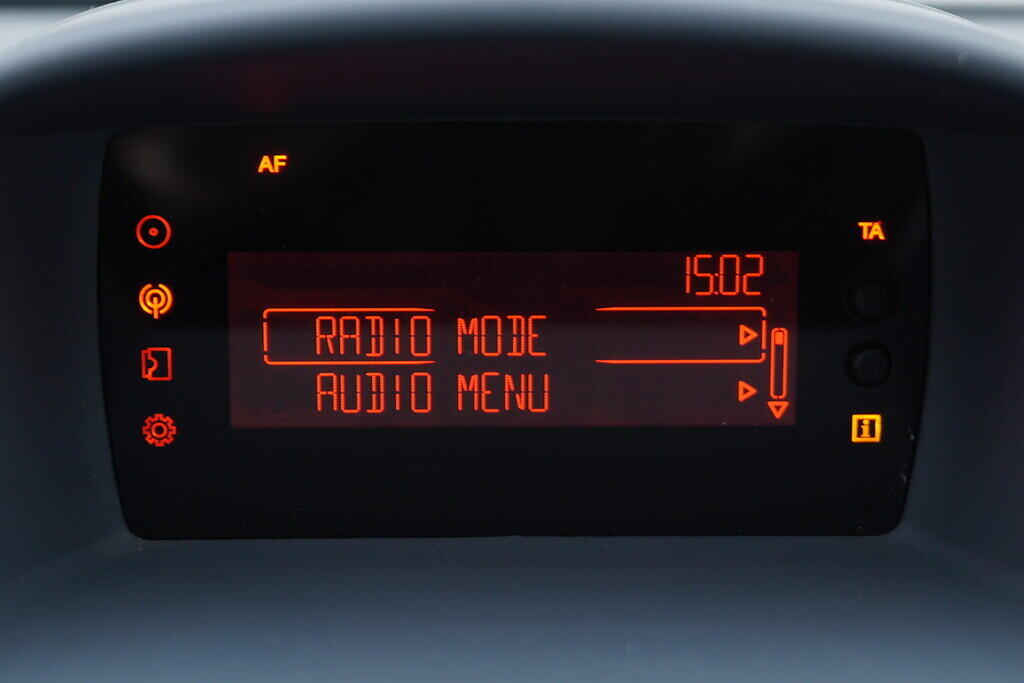 AF
TA
15:02
RADIO MODE
AUDIO MENU
i